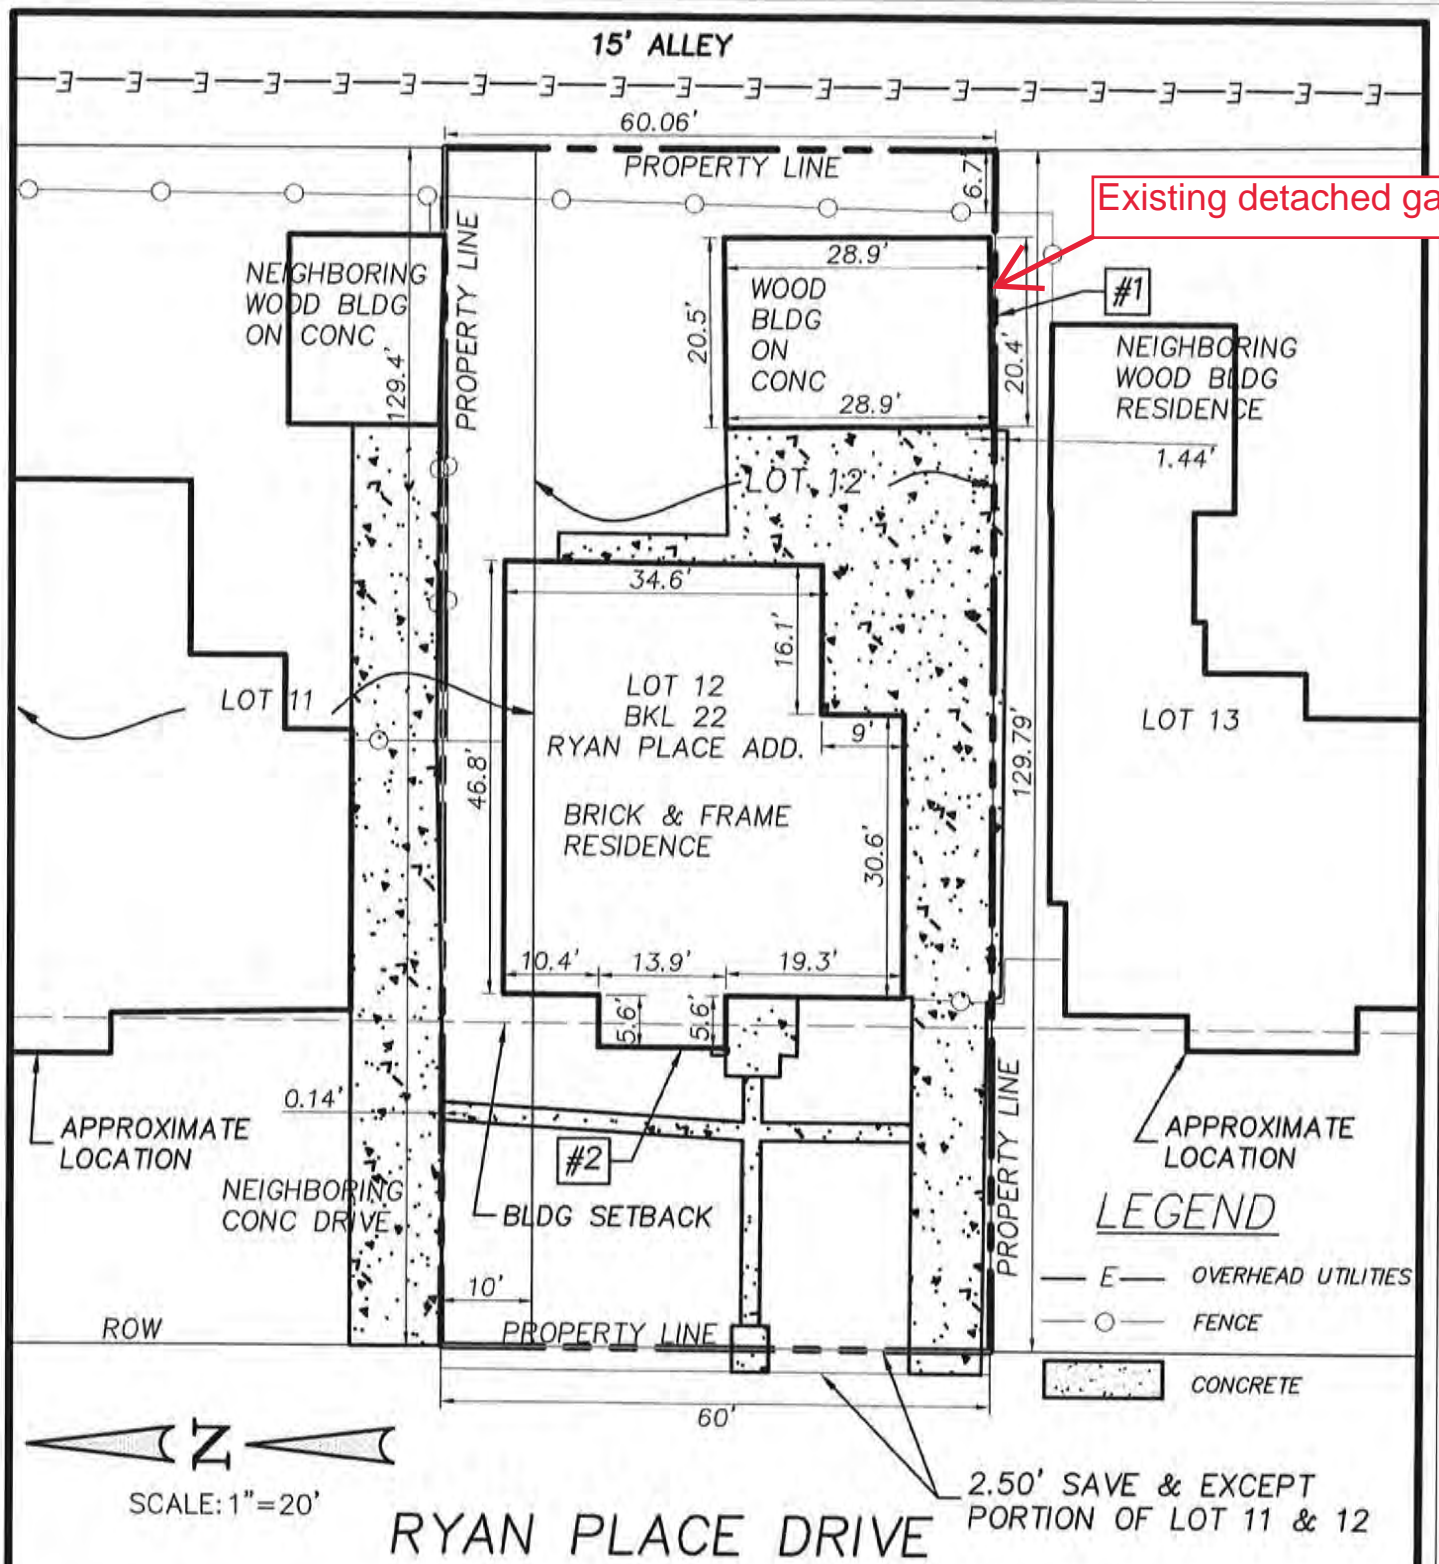 15' ALLEY
E E E E E E E E E E E E E E E E E E E E
60.06'
PROPERTY LINE
6.7'
Existing detached ga
PROPERTY LINE
NEIGHBORING
WOOD BLDG
ON CONC
129.4'
28.9'
WOOD
BLDG
ON
CONC
20.5'
28.9'
20.4'
#1
NEIGHBORING
WOOD BLDG
RESIDENCE
1.44'
LOT 12
34.6'
16.1'
LOT 11
LOT 12
BKL 22
RYAN PLACE ADD.
9'
LOT 13
129.79'
46.8'
BRICK & FRAME
RESIDENCE
30.6'
10.4'
13.9'
19.3'
5.6'
5.6'
0.14'
APPROXIMATE
LOCATION
#2
PROPERTY LINE
APPROXIMATE
LOCATION
NEIGHBORING
CONC DRIVE
BLDG SETBACK
LEGEND
E OVERHEAD UTILITIES
FENCE
CONCRETE
10'
ROW
PROPERTY LINE
60'
N
SCALE: 1"=20'
2.50' SAVE & EXCEPT
PORTION OF LOT 11 & 12
RYAN PLACE DRIVE